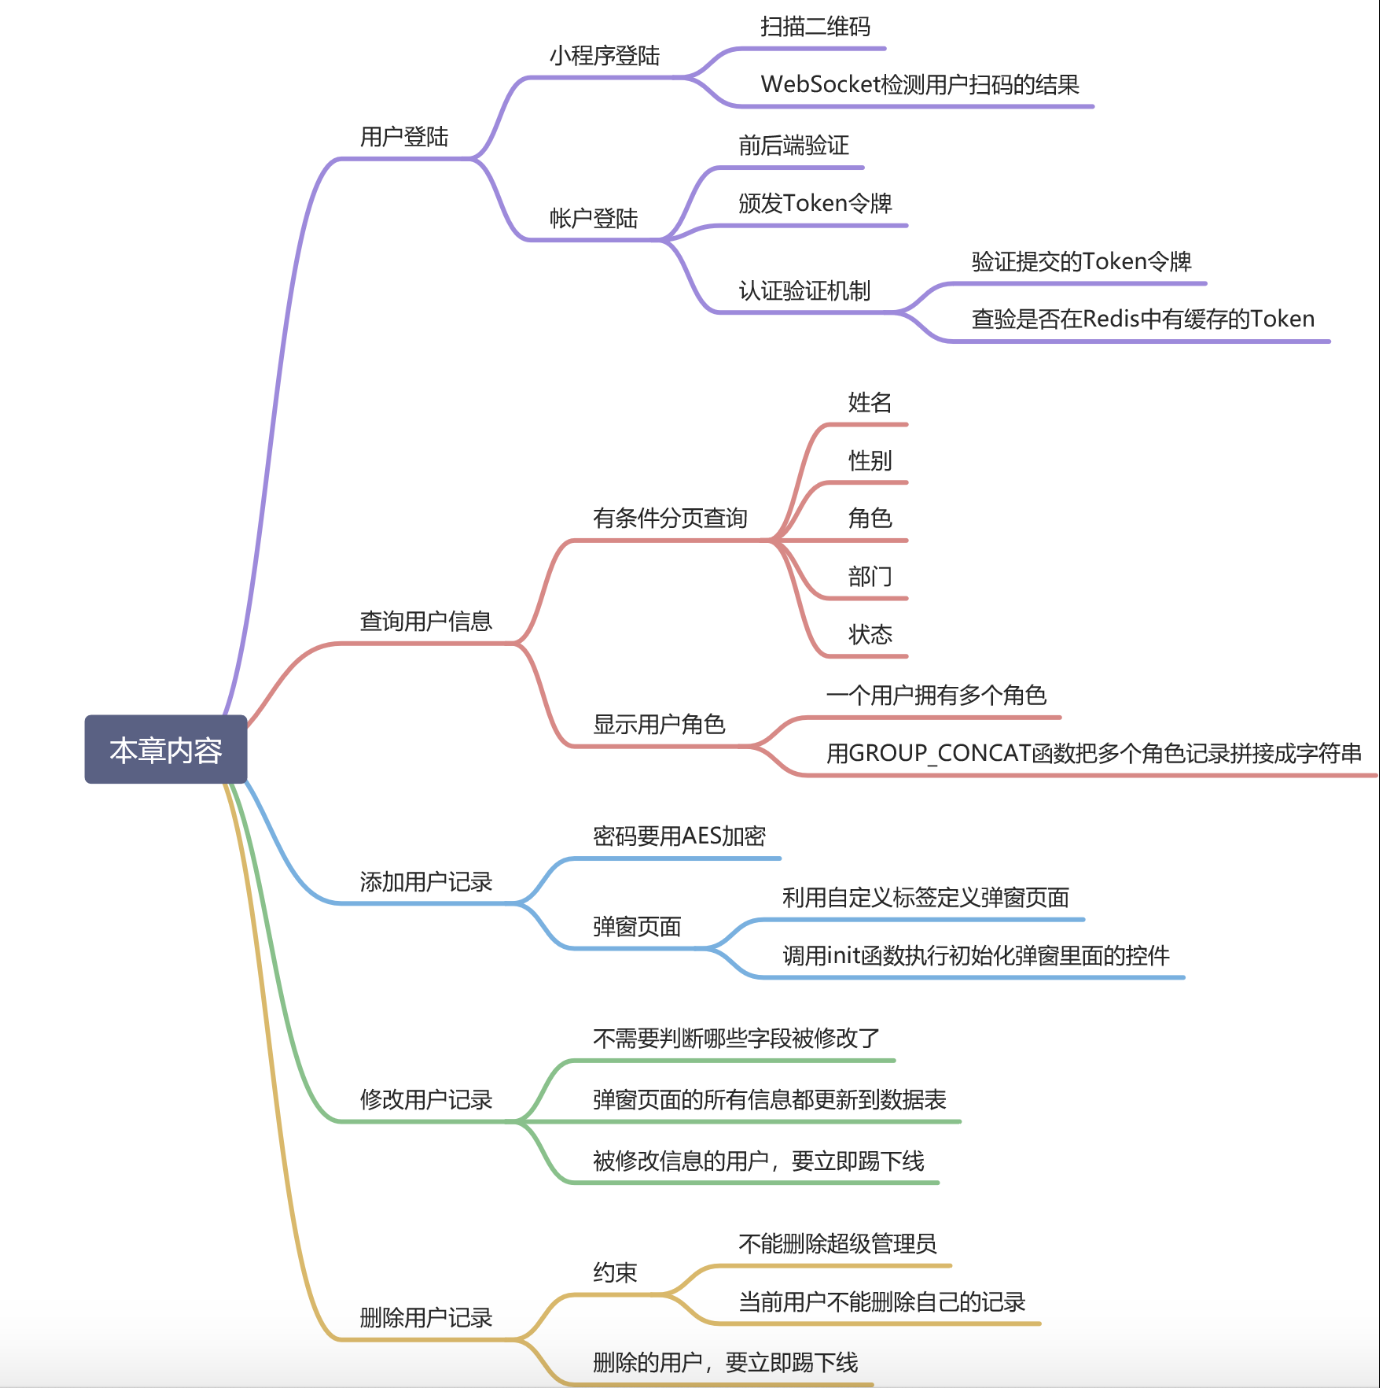 扫描二维码
小程序登陆
WebSocket检测用户扫码的结果
用户登陆
前后端验证
颁发Token令牌
帐户登陆
验证提交的Token令牌
认证验证机制
查验是否在Redis中有缓存的Token
姓名
性别
有条件分页查询
角色
部门
状态
查询用户信息
一个用户拥有多个角色
显示用户角色
用GROUP_CONCAT函数把多个角色记录拼接成字符串
本章内容
密码要用AES加密
添加用户记录
利用自定义标签定义弹窗页面
弹窗页面
调用init函数执行初始化弹窗里面的控件
不需要判断哪些字段被修改了
修改用户记录
弹窗页面的所有信息都更新到数据表
被修改信息的用户，要立即踢下线
不能删除超级管理员
约束
当前用户不能删除自己的记录
删除用户记录
删除的用户，要立即踢下线